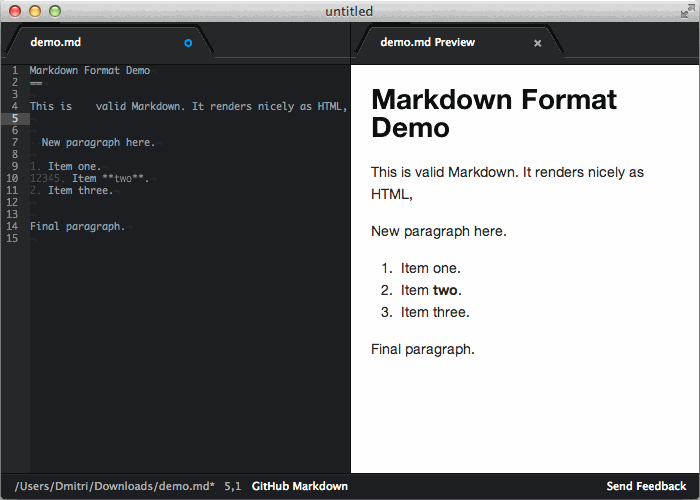 untitled
demo.md
demo.md Preview
1 Markdown Format Demo
2 ==
3
4 This is    valid Markdown. It renders nicely as HTML,
5
6
7   New paragraph here.
8
9 1. Item one.
10 12345. Item **two**.
11 2. Item three.
12
13
14 Final paragraph.
15
Markdown Format
Demo
This is valid Markdown. It renders nicely as
HTML,
New paragraph here.
1. Item one.
2. Item two.
3. Item three.
Final paragraph.
/Users/Dmitri/Downloads/demo.md* 5,1 GitHub Markdown
Send Feedback